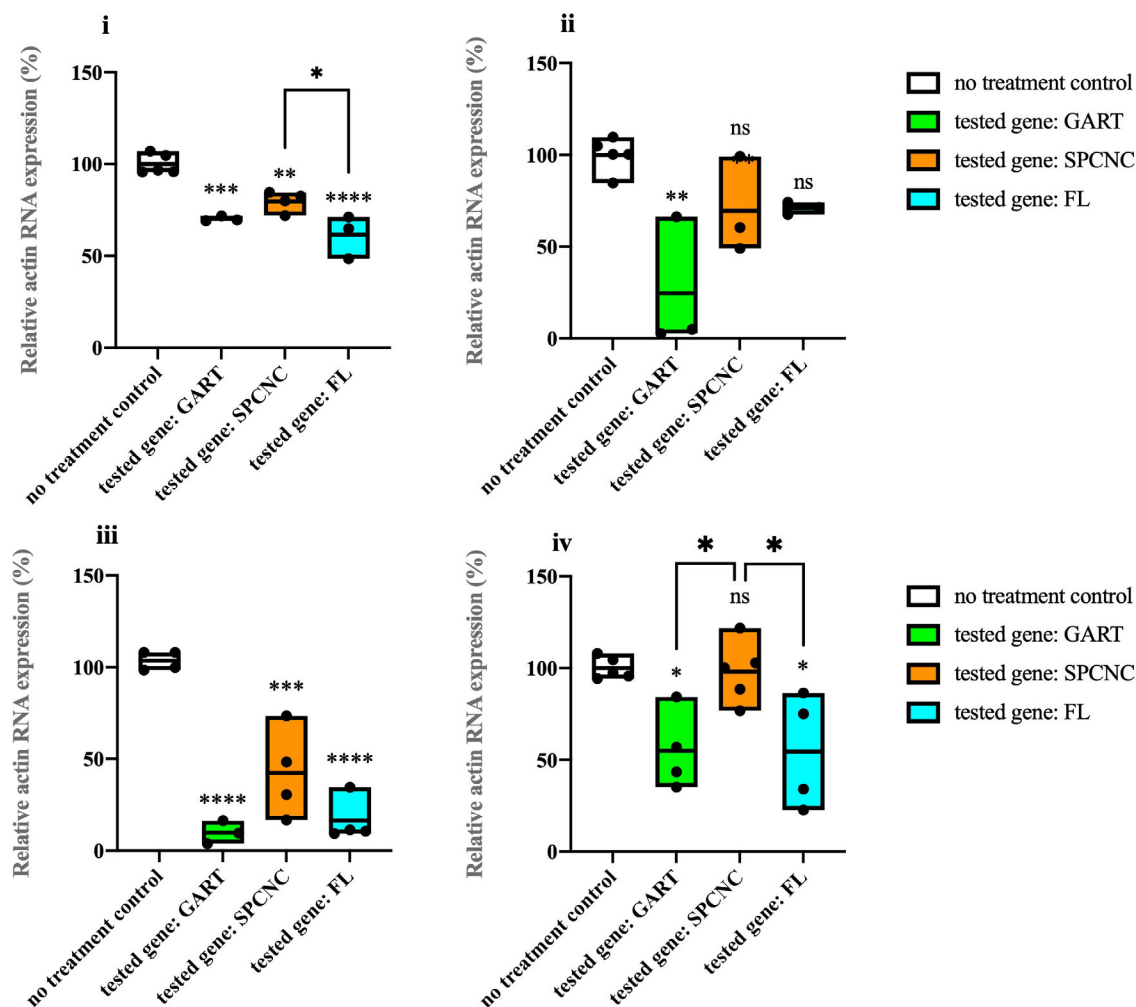 i
Relative actin RNA expression (%)
150
100
50
0
*
***
**
****
no treatment control
tested gene: GART
tested gene: SPCNC
tested gene: FL
ii
Relative actin RNA expression (%)
150
100
50
0
**
ns
**
ns
no treatment control
tested gene: GART
tested gene: SPCNC
tested gene: FL
no treatment control
tested gene: GART
tested gene: SPCNC
tested gene: FL
iii
Relative actin RNA expression (%)
150
100
50
0
****
***
****
no treatment control
tested gene: GART
tested gene: SPCNC
tested gene: FL
iv
Relative actin RNA expression (%)
150
100
50
0
*
*
*
ns
*
no treatment control
tested gene: GART
tested gene: SPCNC
tested gene: FL
no treatment control
tested gene: GART
tested gene: SPCNC
tested gene: FL